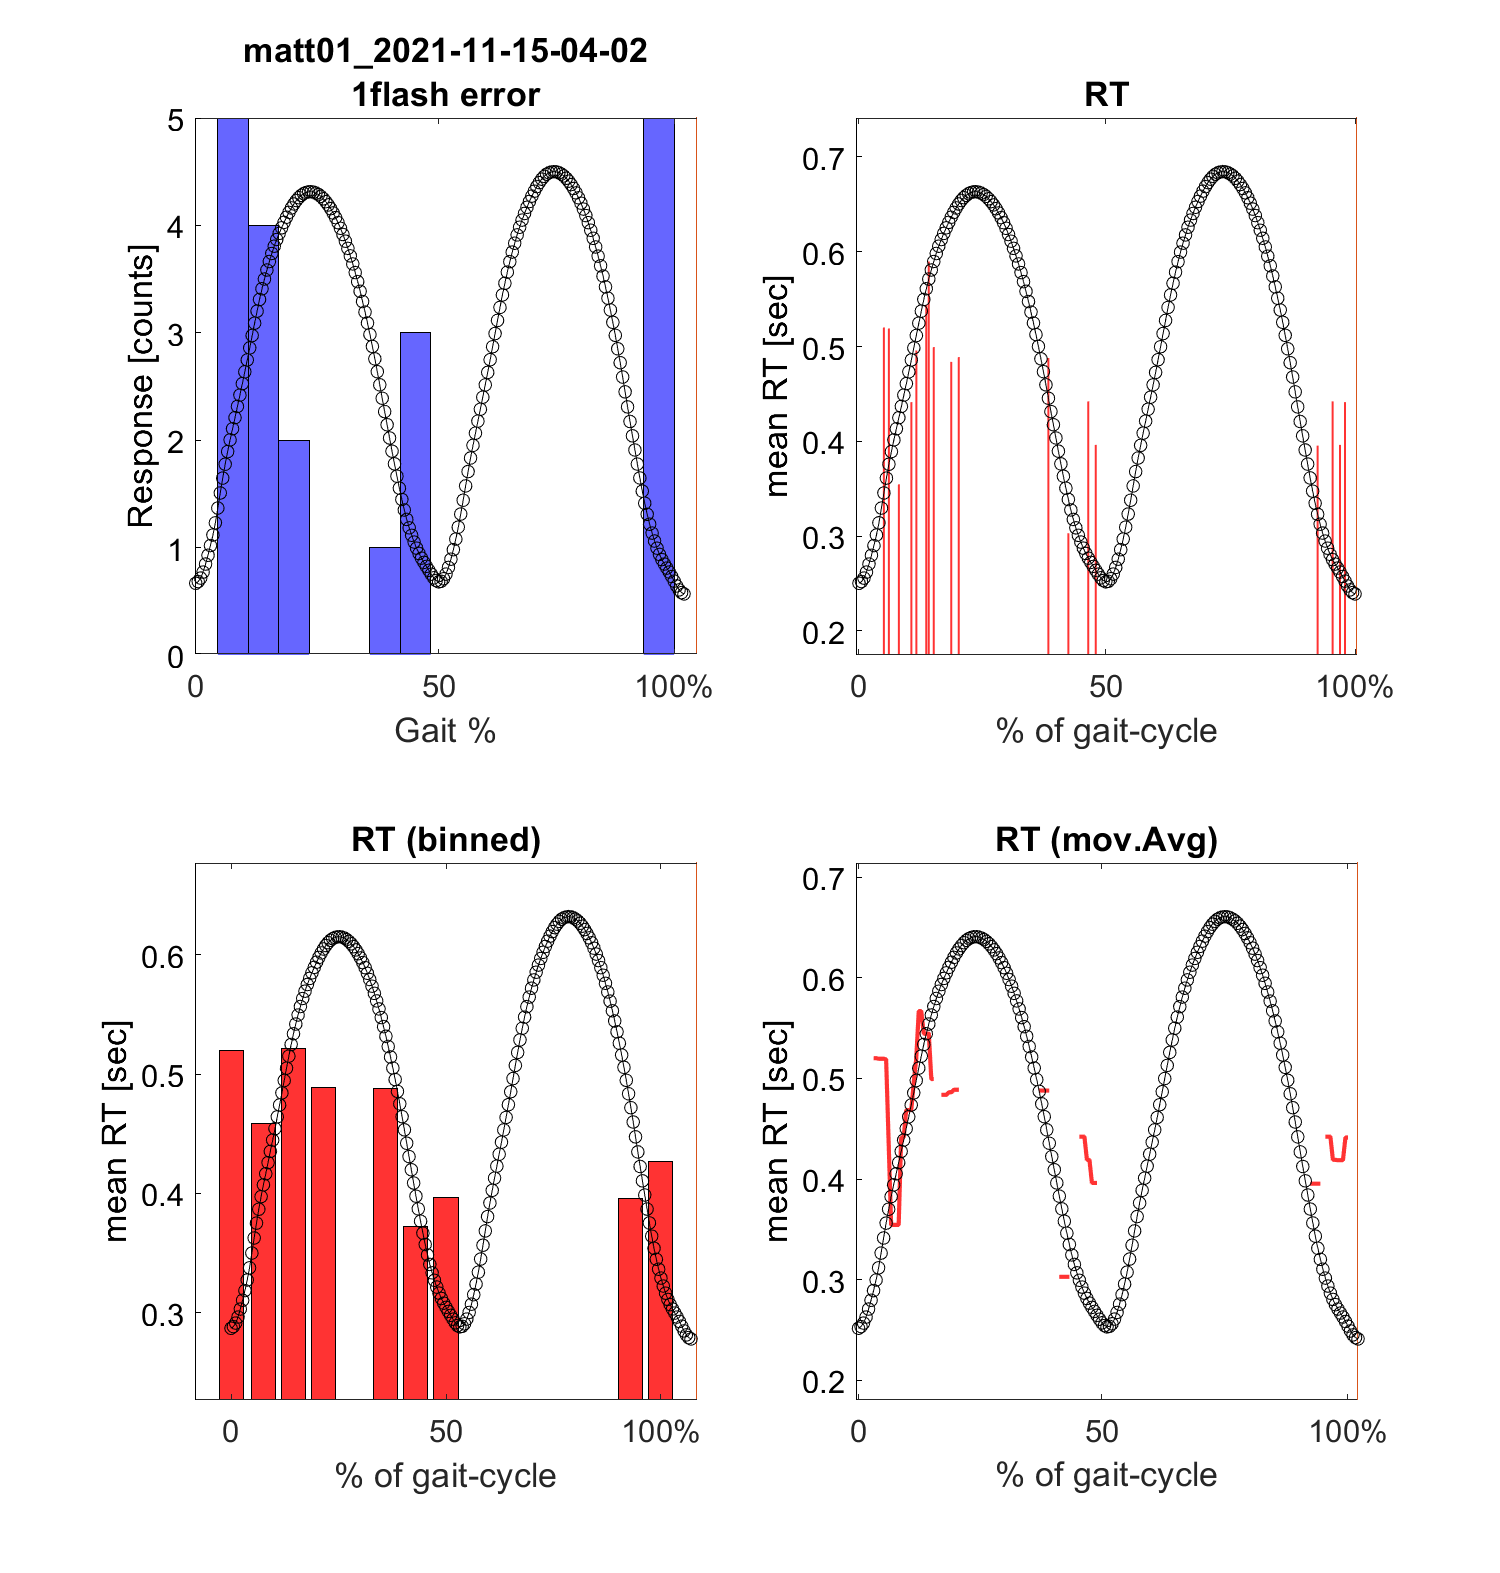 matt01_2021-11-15-04-02
1flash error
5
4
3
2
1
0
Response [counts]
0 50 100%
Gait %
RT
0.7
0.6
0.5
0.4
0.3
0.2
mean RT [sec]
0 50 100%
% of gait-cycle
RT (binned)
0.6
0.5
0.4
0.3
mean RT [sec]
0 50 100%
% of gait-cycle
RT (mov.Avg)
0.7
0.6
0.5
0.4
0.3
0.2
mean RT [sec]
0 50 100%
% of gait-cycle